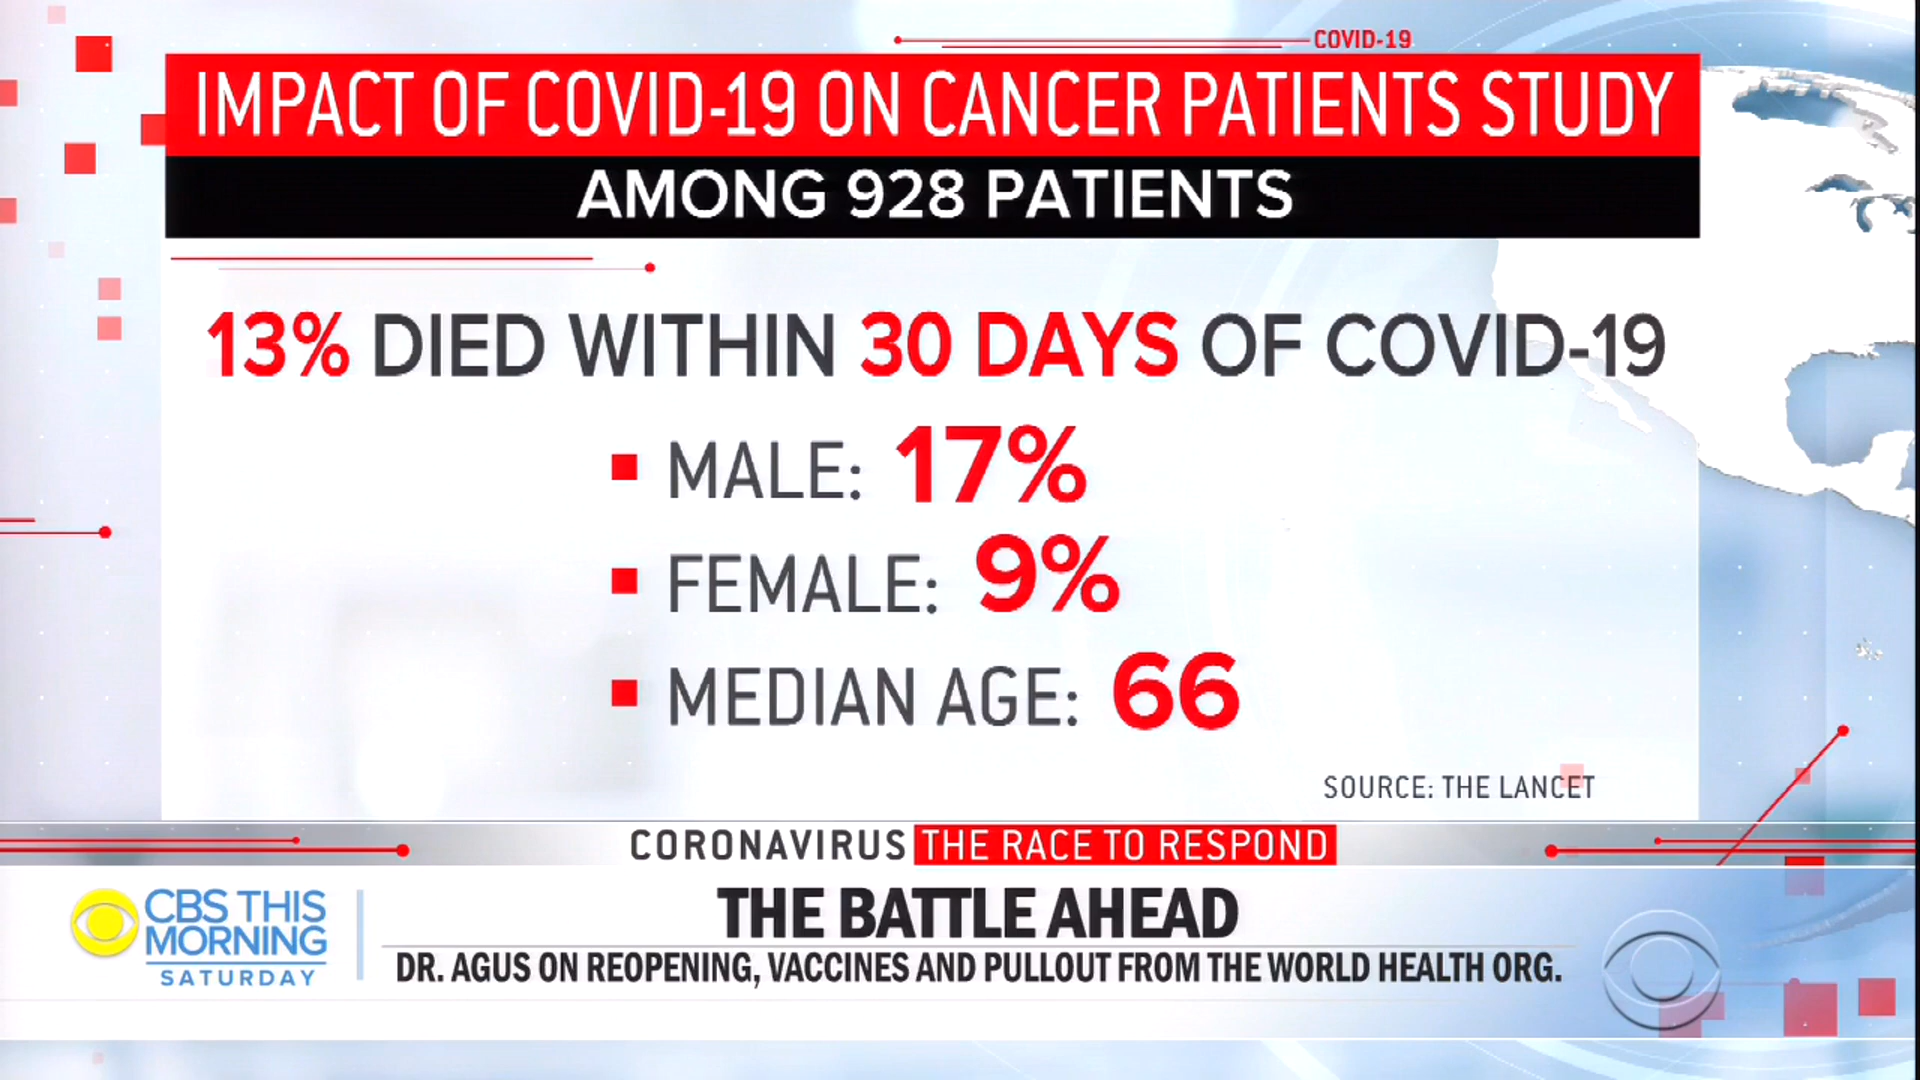 COVID-19
IMPACT OF COVID-19 ON CANCER PATIENTS STUDY
AMONG 928 PATIENTS
13% DIED WITHIN 30 DAYS OF COVID-19
MALE: 17%
FEMALE: 9%
MEDIAN AGE: 66
SOURCE: THE LANCET
CORONAVIRUS THE RACE TO RESPOND
CBS THIS
MORNING
SATURDAY
THE BATTLE AHEAD
DR. AGUS ON REOPENING, VACCINES AND PULLOUT FROM THE WORLD HEALTH ORG.